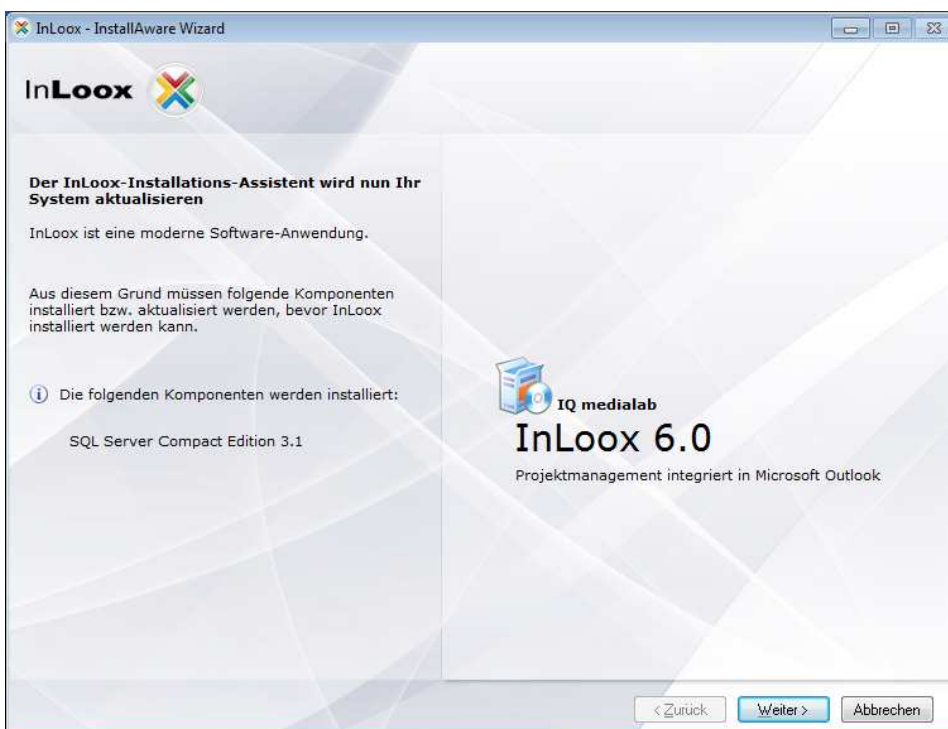 InLoox - InstallAware Wizard
InLoox
Der InLoox-Installations-Assistent wird nun Ihr
System aktualisieren
InLoox ist eine moderne Software-Anwendung.
Aus diesem Grund müssen folgende Komponenten
installiert bzw. aktualisiert werden, bevor InLoox
installiert werden kann.
Die folgenden Komponenten werden installiert:
SQL Server Compact Edition 3.1
IQ medialab
InLoox 6.0
Projektmanagement integriert in Microsoft Outlook
< Zurück
Weiter >
Abbrechen